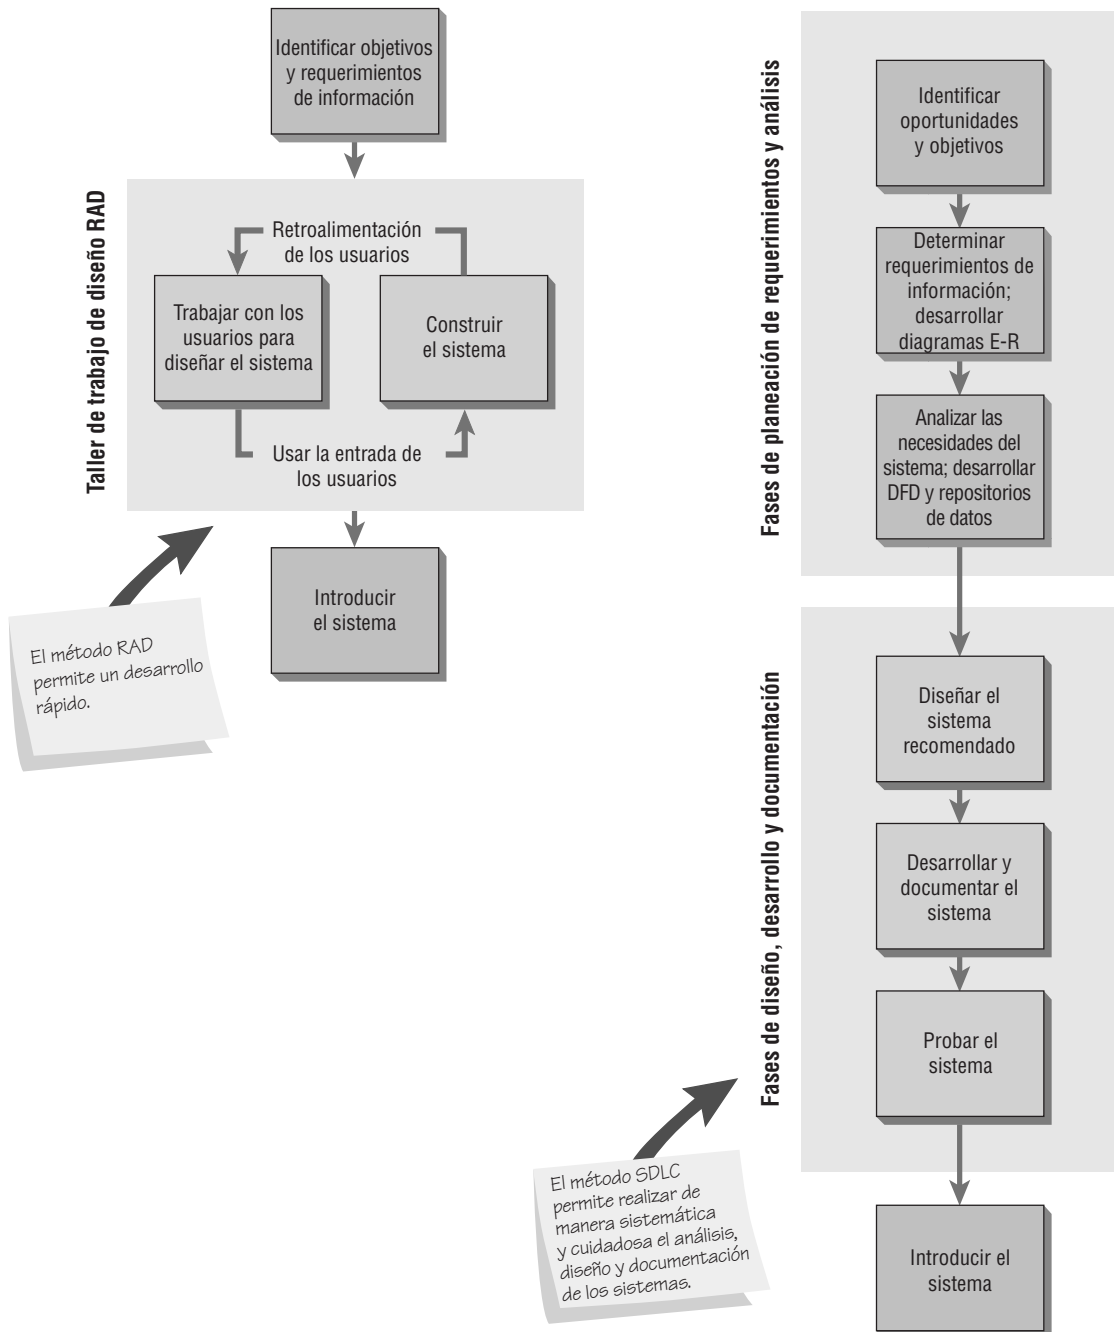 Identificar objetivos
y requerimientos
de información
Taller de trabajo de diseño RAD
Retroalimentación
de los usuarios
Trabajar con los
usuarios para
diseñar el sistema
Construir
el sistema
Usar la entrada de
los usuarios
Introducir
el sistema
El método RAD
permite un desarrollo
rápido.
Fases de planeación de requerimientos y análisis
Identificar
oportunidades
y objetivos
Determinar
requerimientos de
información;
desarrollar
diagramas E-R
Analizar las
necesidades del
sistema; desarrollar
DFD y repositorios
de datos
Fases de diseño, desarrollo y documentación
Diseñar el
sistema
recomendado
Desarrollar y
documentar el
sistema
Probar el
sistema
El método SDLC
permite realizar de
manera sistemática
y cuidadosa el análisis,
diseño y documentación
de los sistemas.
Introducir el
sistema